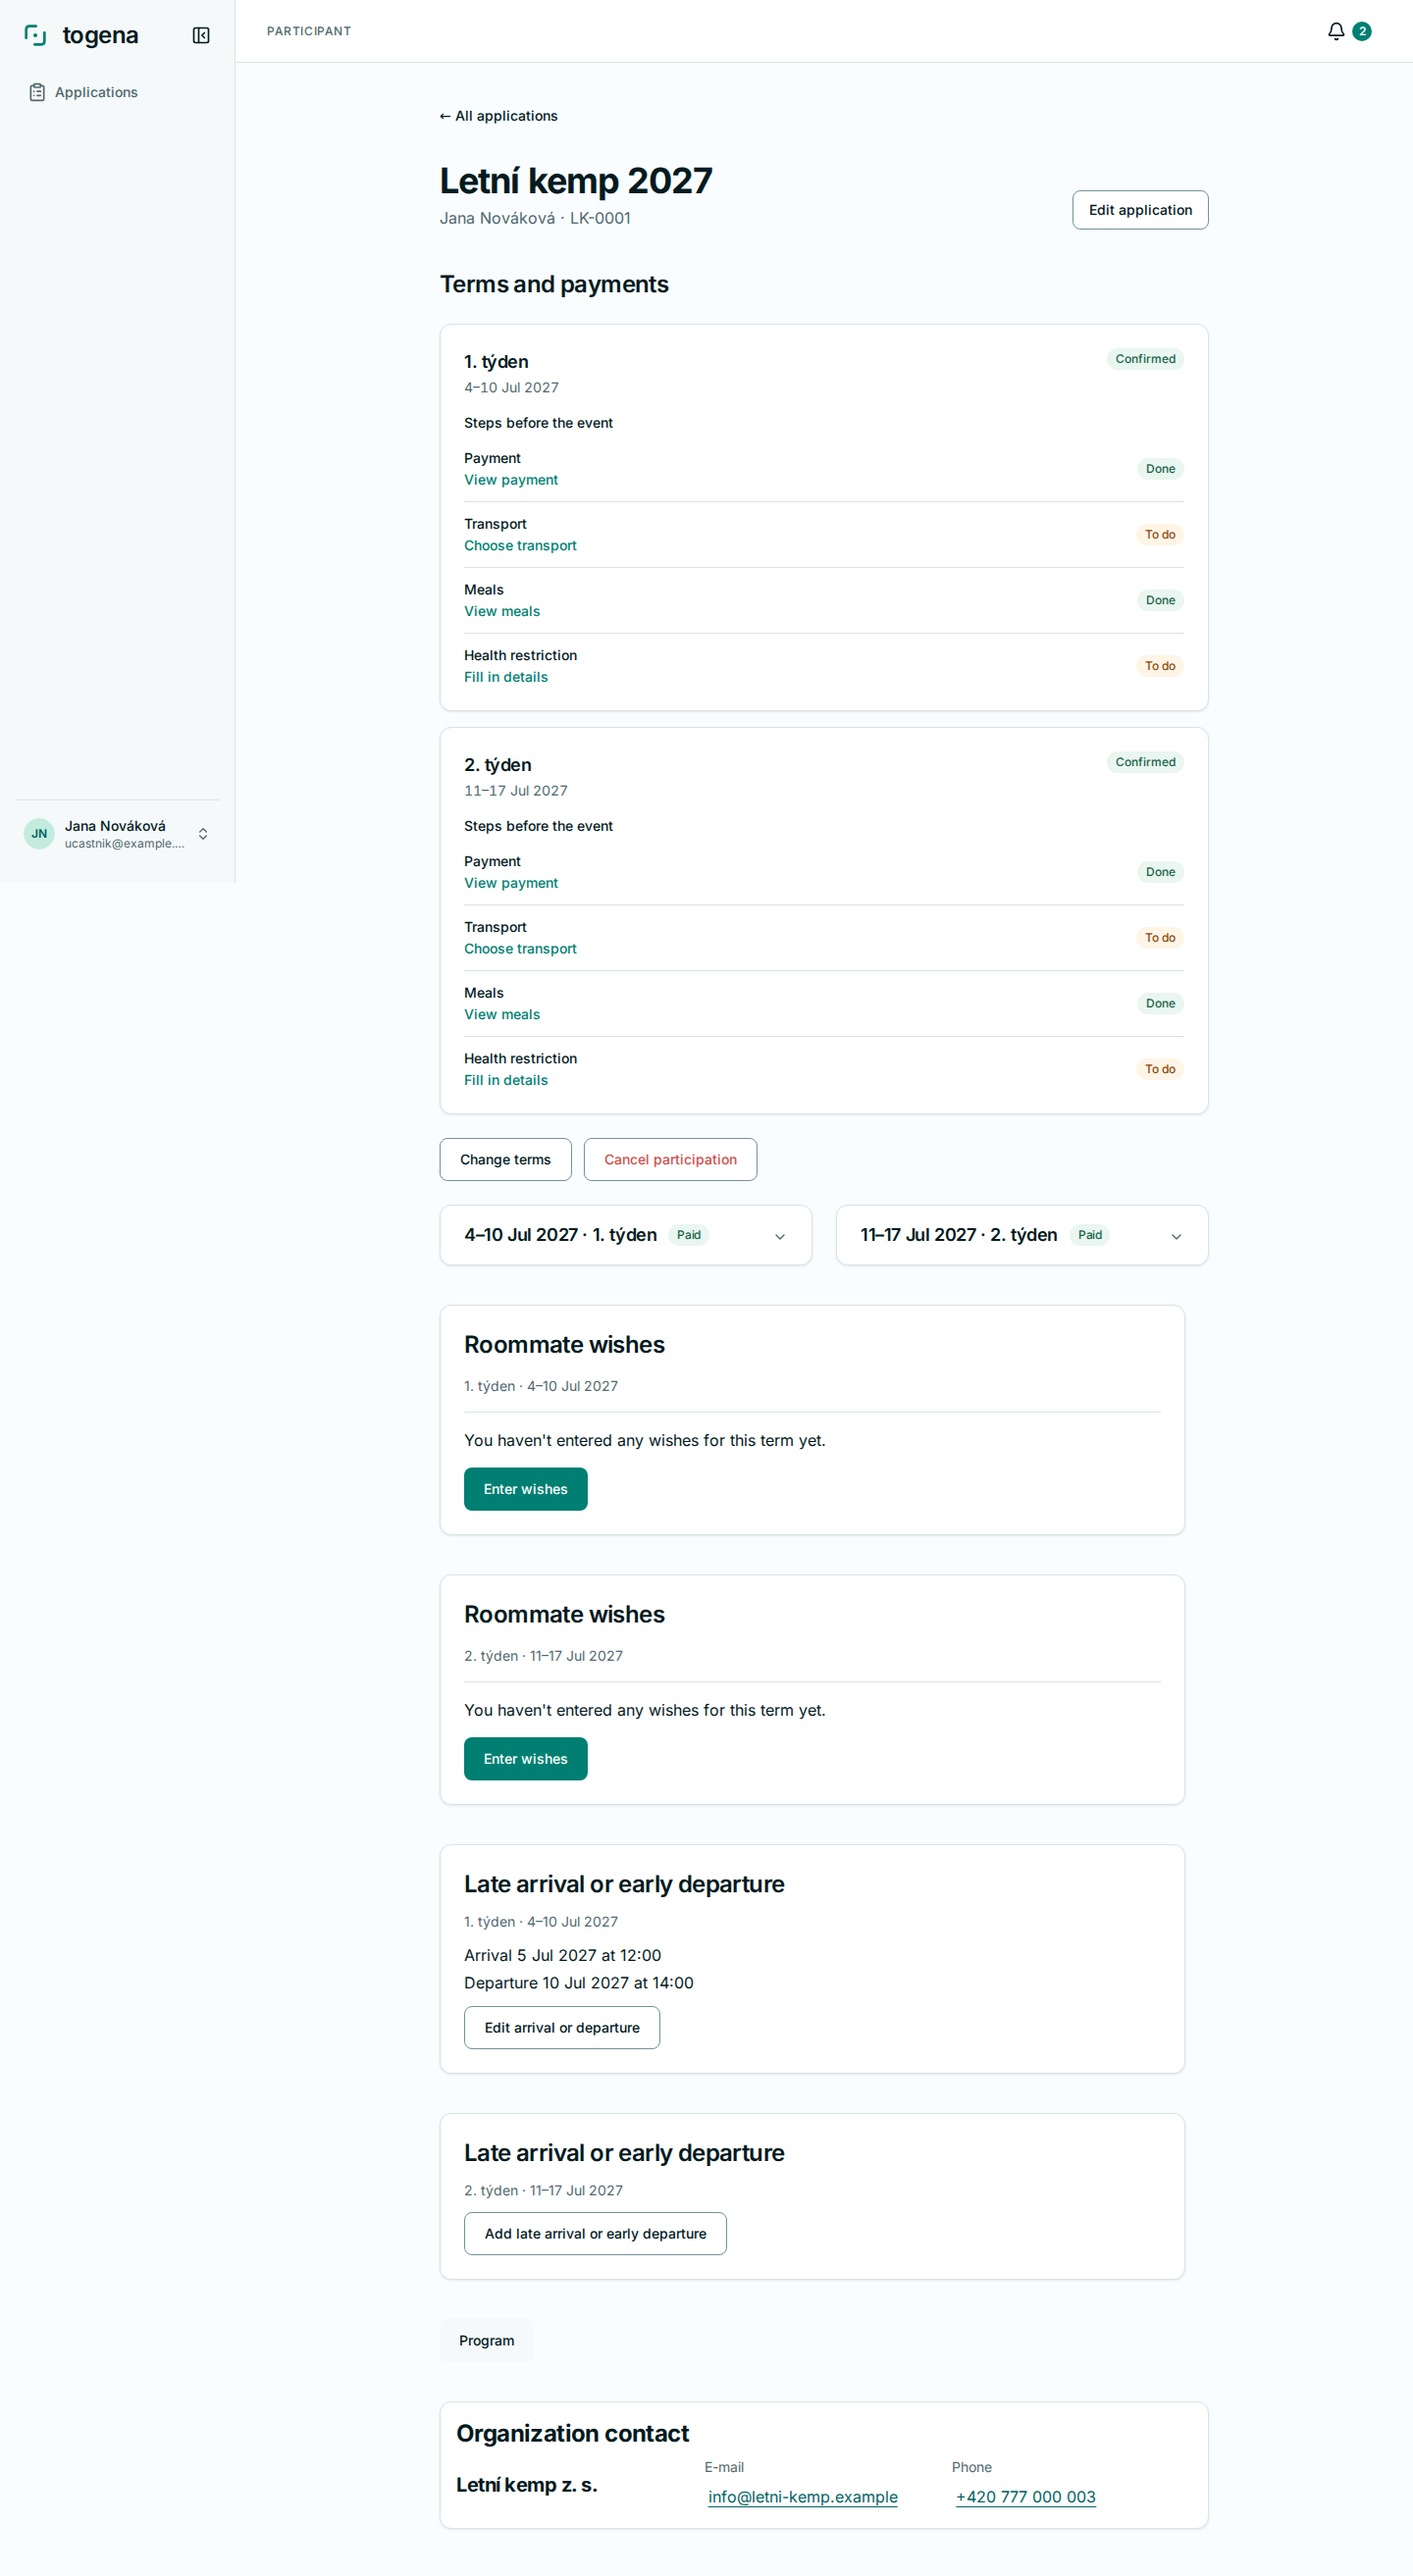 togena
PARTICIPANT
2
Applications
← All applications
Letní kemp 2027
Jana Nováková · LK-0001
Edit application
Terms and payments
1. týden
Confirmed
4–10 Jul 2027
Steps before the event
Payment
View payment
Done
Transport
Choose transport
To do
Meals
View meals
Done
Health restriction
Fill in details
To do
2. týden
Confirmed
11–17 Jul 2027
Steps before the event
Payment
View payment
Done
Transport
Choose transport
To do
Meals
View meals
Done
Health restriction
Fill in details
To do
JN
Jana Nováková
ucastnik@example....
Change terms
Cancel participation
4–10 Jul 2027 · 1. týden Paid
11–17 Jul 2027 · 2. týden Paid
Roommate wishes
1. týden · 4–10 Jul 2027
You haven't entered any wishes for this term yet.
Enter wishes
Roommate wishes
2. týden · 11–17 Jul 2027
You haven't entered any wishes for this term yet.
Enter wishes
Late arrival or early departure
1. týden · 4–10 Jul 2027
Arrival 5 Jul 2027 at 12:00
Departure 10 Jul 2027 at 14:00
Edit arrival or departure
Late arrival or early departure
2. týden · 11–17 Jul 2027
Add late arrival or early departure
Program
Organization contact
Letní kemp z. s.
E-mail
info@letni-kemp.example
Phone
+420 777 000 003